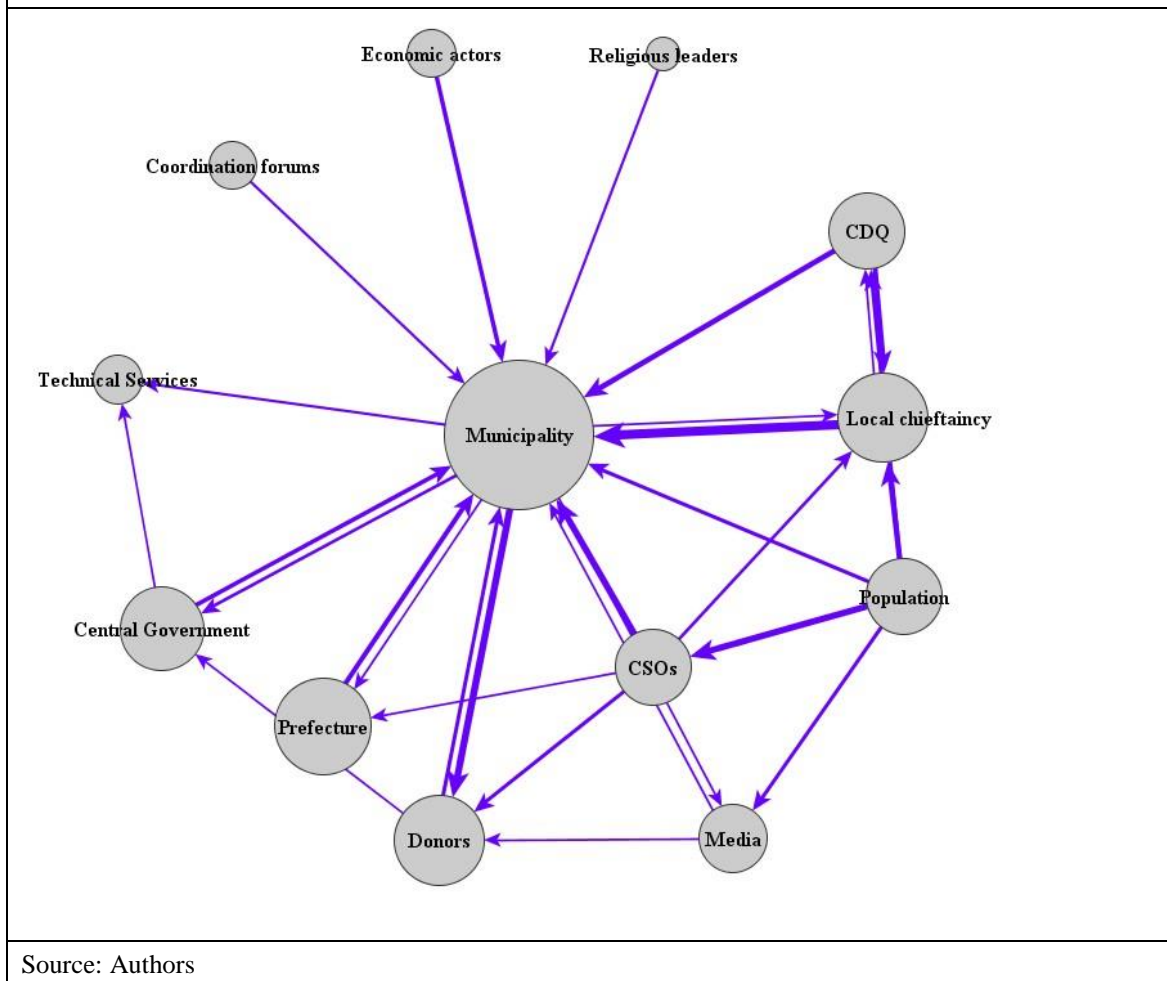 Economic actors
Religious leaders
Coordination forums
CDQ
Technical Services
Local chieftaincy
Municipality
Population
Central Government
CSOs
Prefecture
Donors
Media
Source: Authors